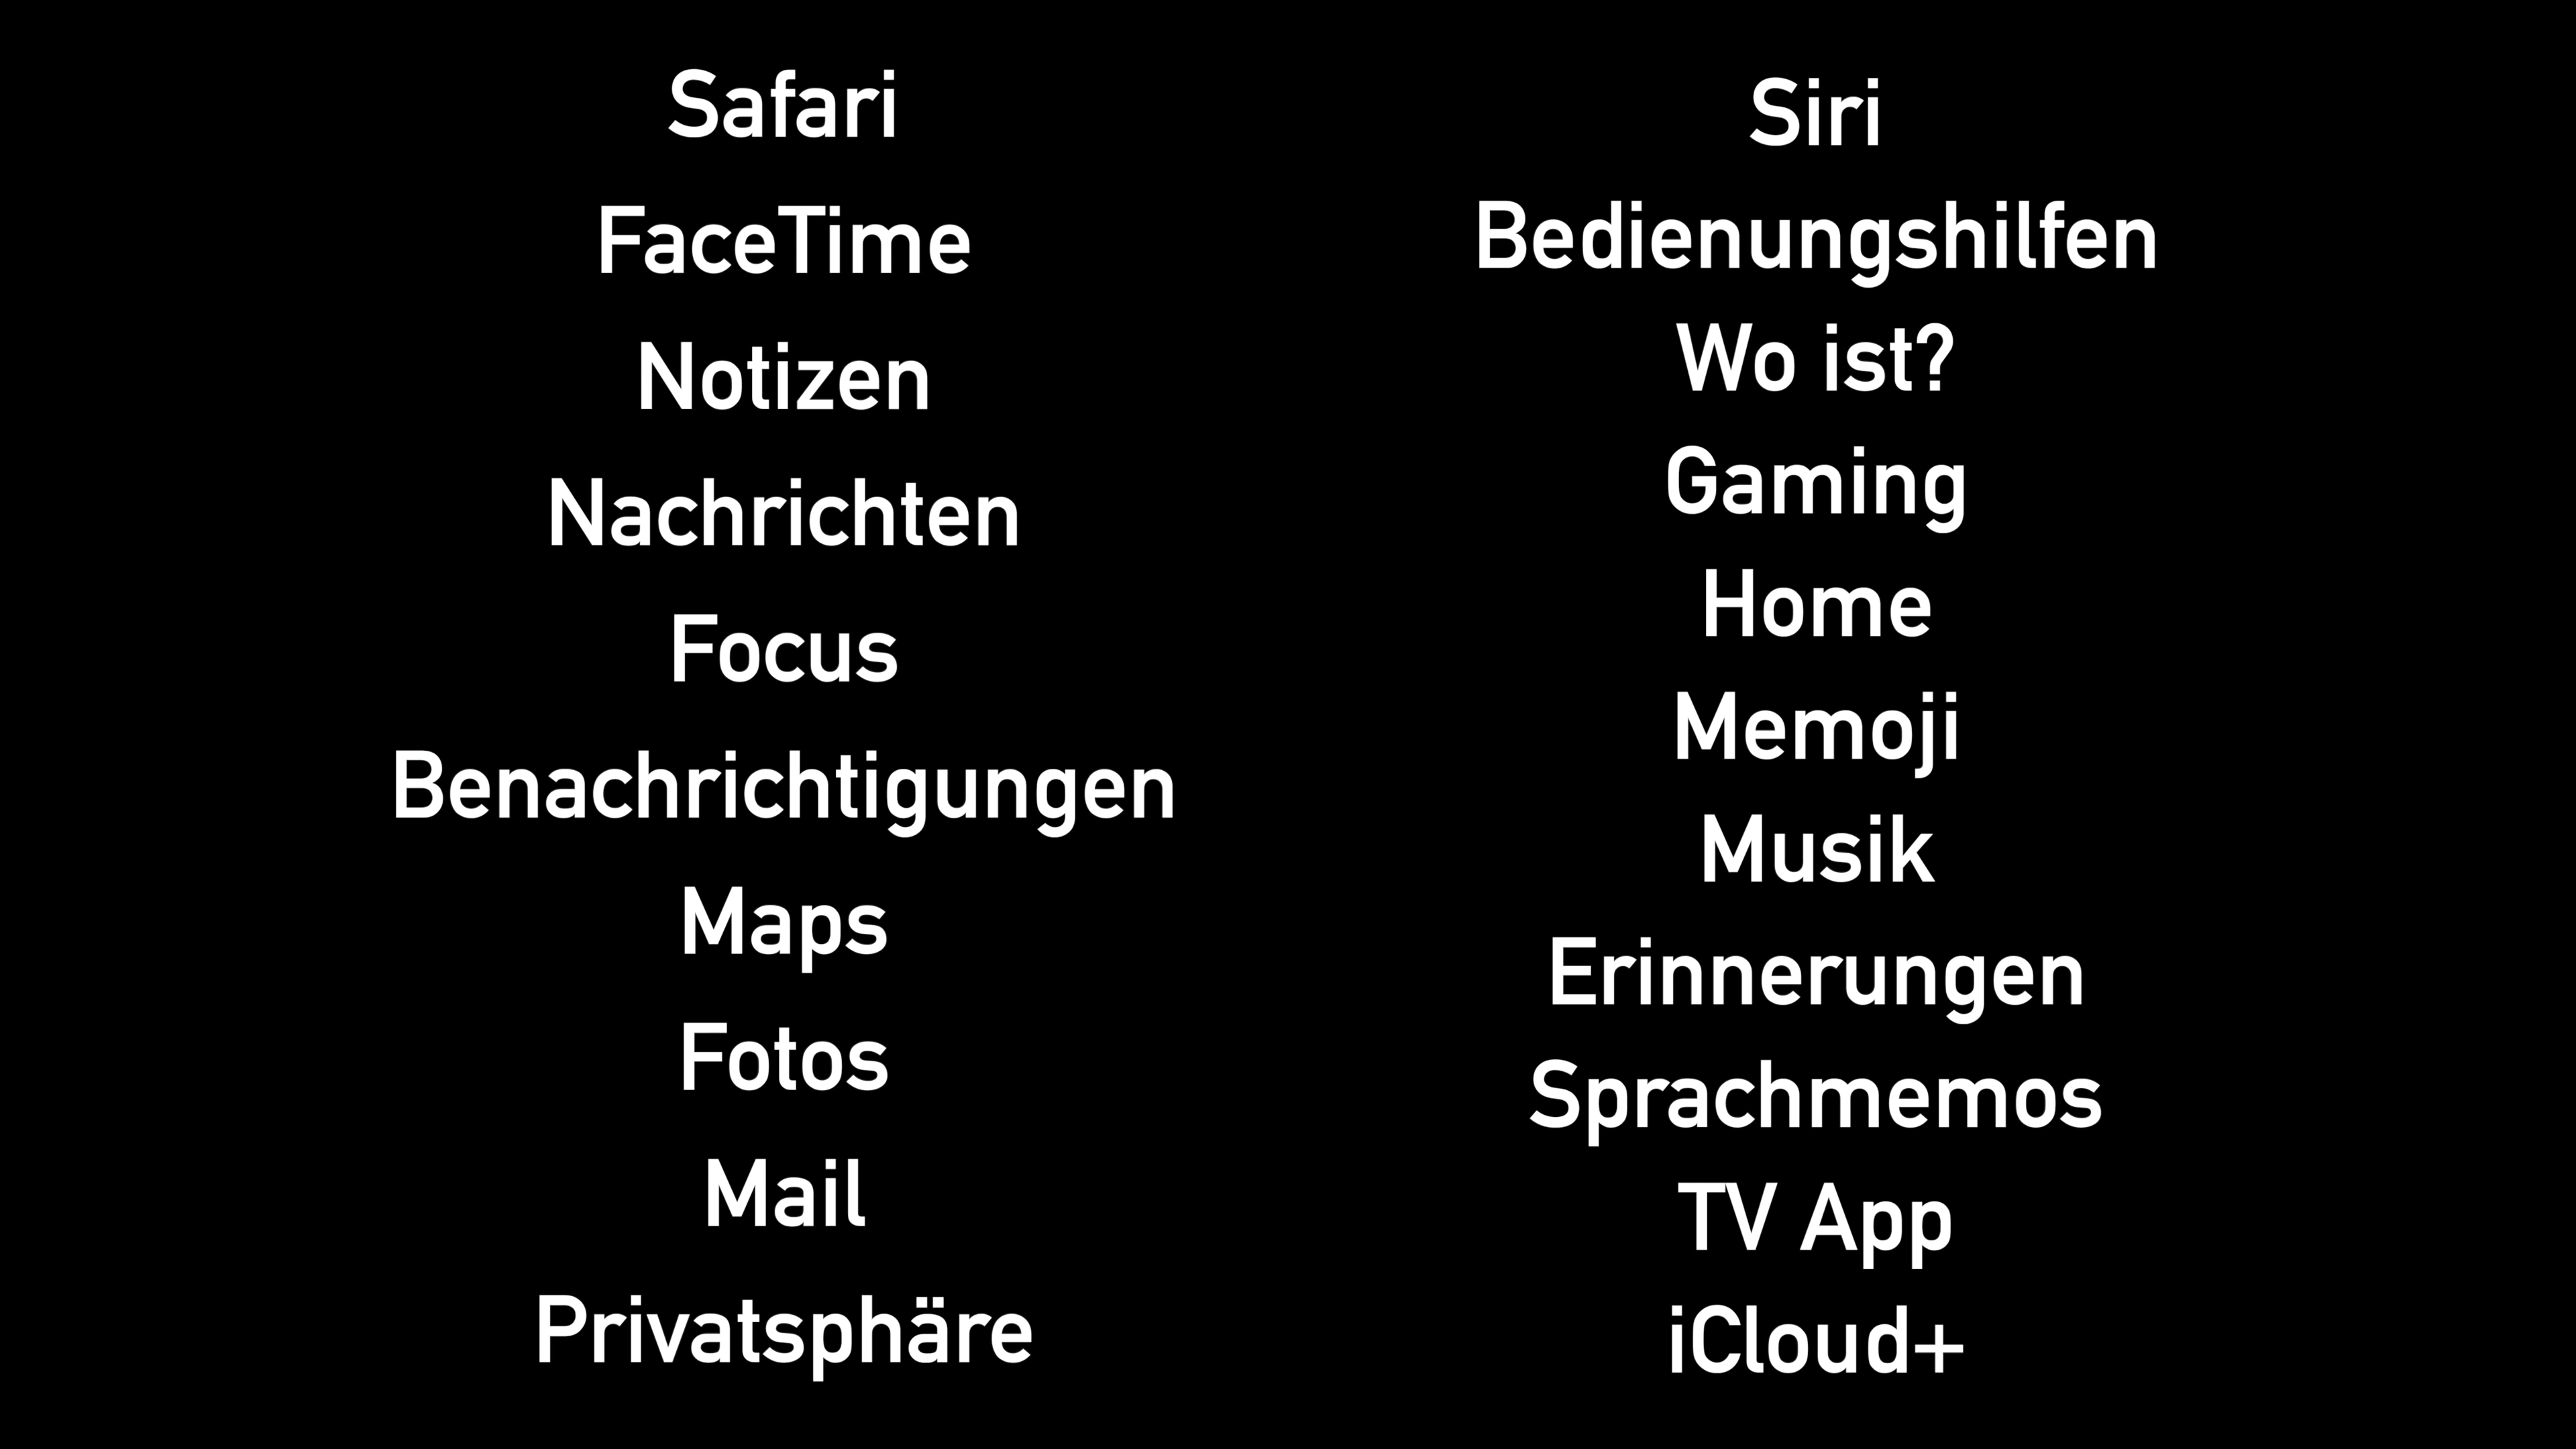 Safari
FaceTime
Notizen
Nachrichten
Focus
Benachrichtigungen
Maps
Fotos
Mail
Privatsphäre
Siri
Bedienungshilfen
Wo ist?
Gaming
Home
Memoji
Musik
Erinnerungen
Sprachmemos
TV App
iCloud+